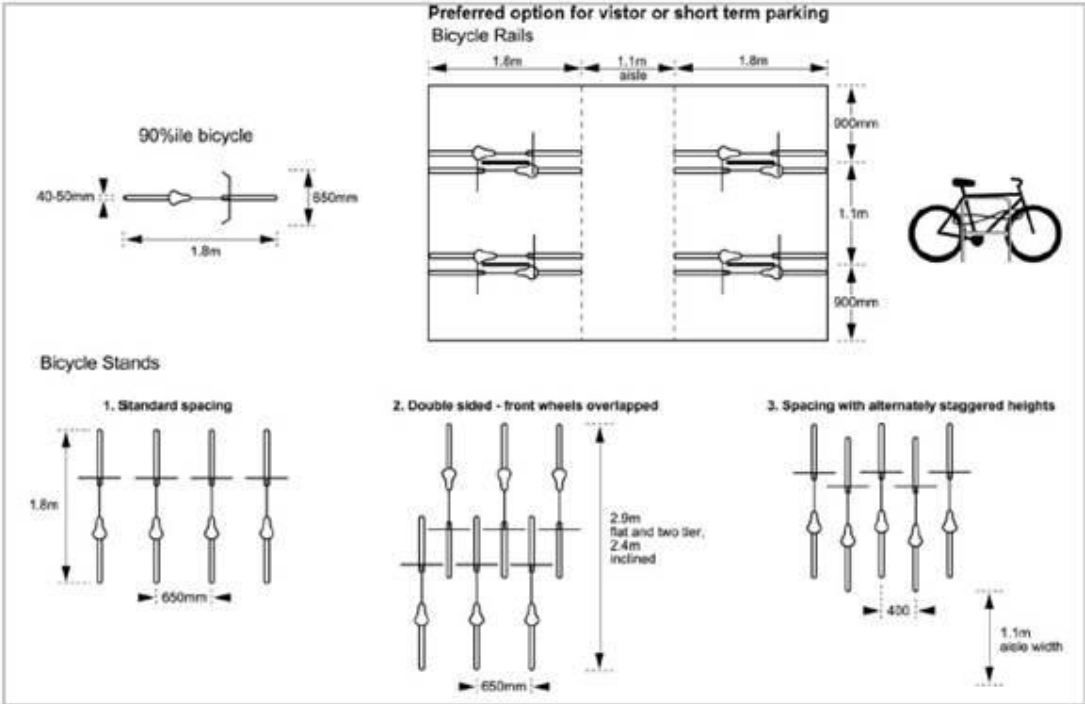 Preferred option for vistor or short term parking
Bicycle Rails
1.8m
1.1m
aisle
1.8m
900mm
1.1m
900mm
90%ile bicycle
40-50mm
650mm
1.8m
Bicycle Stands
1. Standard spacing
1.8m
650mm
2. Double sided - front wheels overlapped
2.9m
flat and two tier,
2.4m
inclined
650mm
3. Spacing with alternately staggered heights
400
1.1m
aisle width